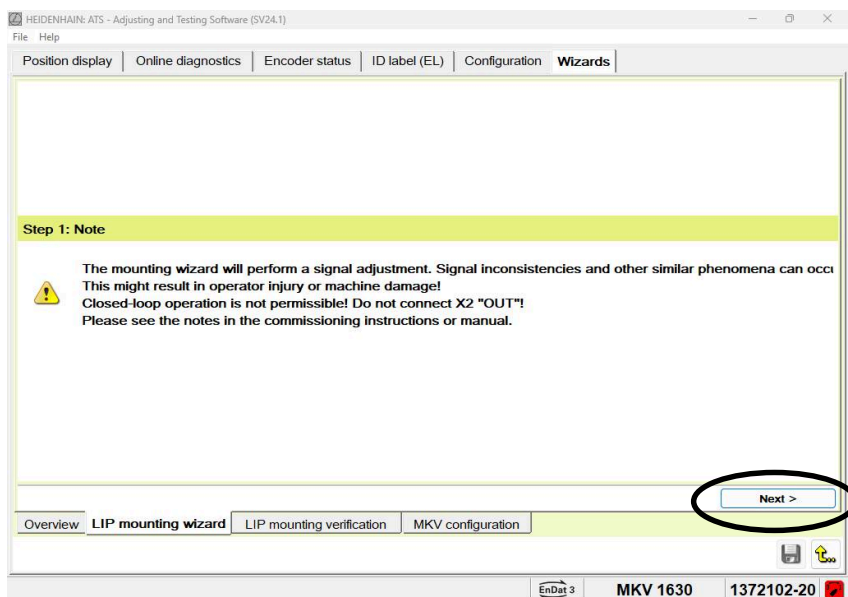 HEIDENHAIN: ATS - Adjusting and Testing Software (SV24.1)
File Help
Position display Online diagnostics Encoder status ID label (EL) Configuration Wizards
Step 1: Note
The mounting wizard will perform a signal adjustment. Signal inconsistencies and other similar phenomena can occu
This might result in operator injury or machine damage!
Closed-loop operation is not permissible! Do not connect X2 "OUT"!
Please see the notes in the commissioning instructions or manual.
Next >
Overview LIP mounting wizard LIP mounting verification MKV configuration
EnDat 3 MKV 1630 1372102-20